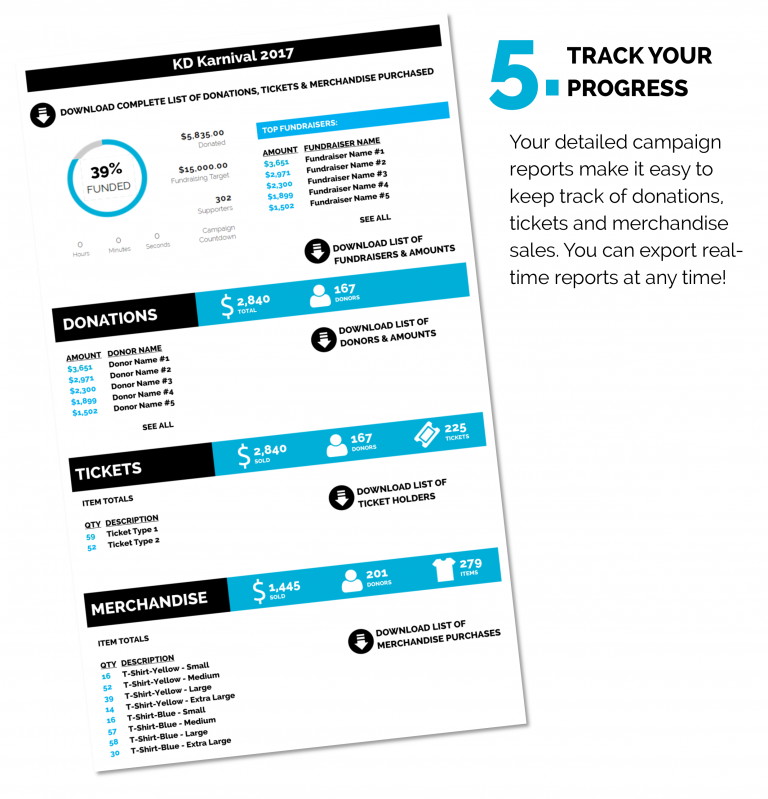 KD Karnival 2017
DOWNLOAD COMPLETE LIST OF DONATIONS, TICKETS & MERCHANDISE PURCHASED
39%
FUNDED
$5,835.00
Donated
$15,000.00
Fundraising Target
302
Supporters
0 0 0
Hours Minutes Seconds
Campaign
Countdown
TOP FUNDRAISERS:
AMOUNT FUNDRAISER NAME
$3,651 Fundraiser Name #1
$2,971 Fundraiser Name #2
$2,300 Fundraiser Name #3
$1,899 Fundraiser Name #4
$1,502 Fundraiser Name #5
SEE ALL
DOWNLOAD LIST OF
FUNDRAISERS & AMOUNTS
DONATIONS
$ 2,840
TOTAL
167
DONORS
AMOUNT DONOR NAME
$3,651 Donor Name #1
$2,971 Donor Name #2
$2,300 Donor Name #3
$1,899 Donor Name #4
$1,502 Donor Name #5
SEE ALL
DOWNLOAD LIST OF
DONORS & AMOUNTS
TICKETS
$ 2,840
SOLD
167
DONORS
225
TICKETS
ITEM TOTALS
QTY DESCRIPTION
59 Ticket Type 1
52 Ticket Type 2
DOWNLOAD LIST OF
TICKET HOLDERS
MERCHANDISE
$ 1,445
SOLD
201
DONORS
279
ITEMS
ITEM TOTALS
QTY DESCRIPTION
16 T-Shirt-Yellow - Small
52 T-Shirt-Yellow - Medium
39 T-Shirt-Yellow - Large
14 T-Shirt-Yellow - Extra Large
16 T-Shirt-Blue - Small
57 T-Shirt-Blue - Medium
58 T-Shirt-Blue - Large
30 T-Shirt-Blue - Extra Large
DOWNLOAD LIST OF
MERCHANDISE PURCHASES
5.
TRACK YOUR
PROGRESS
Your detailed campaign
reports make it easy to
keep track of donations,
tickets and merchandise
sales. You can export real-
time reports at any time!